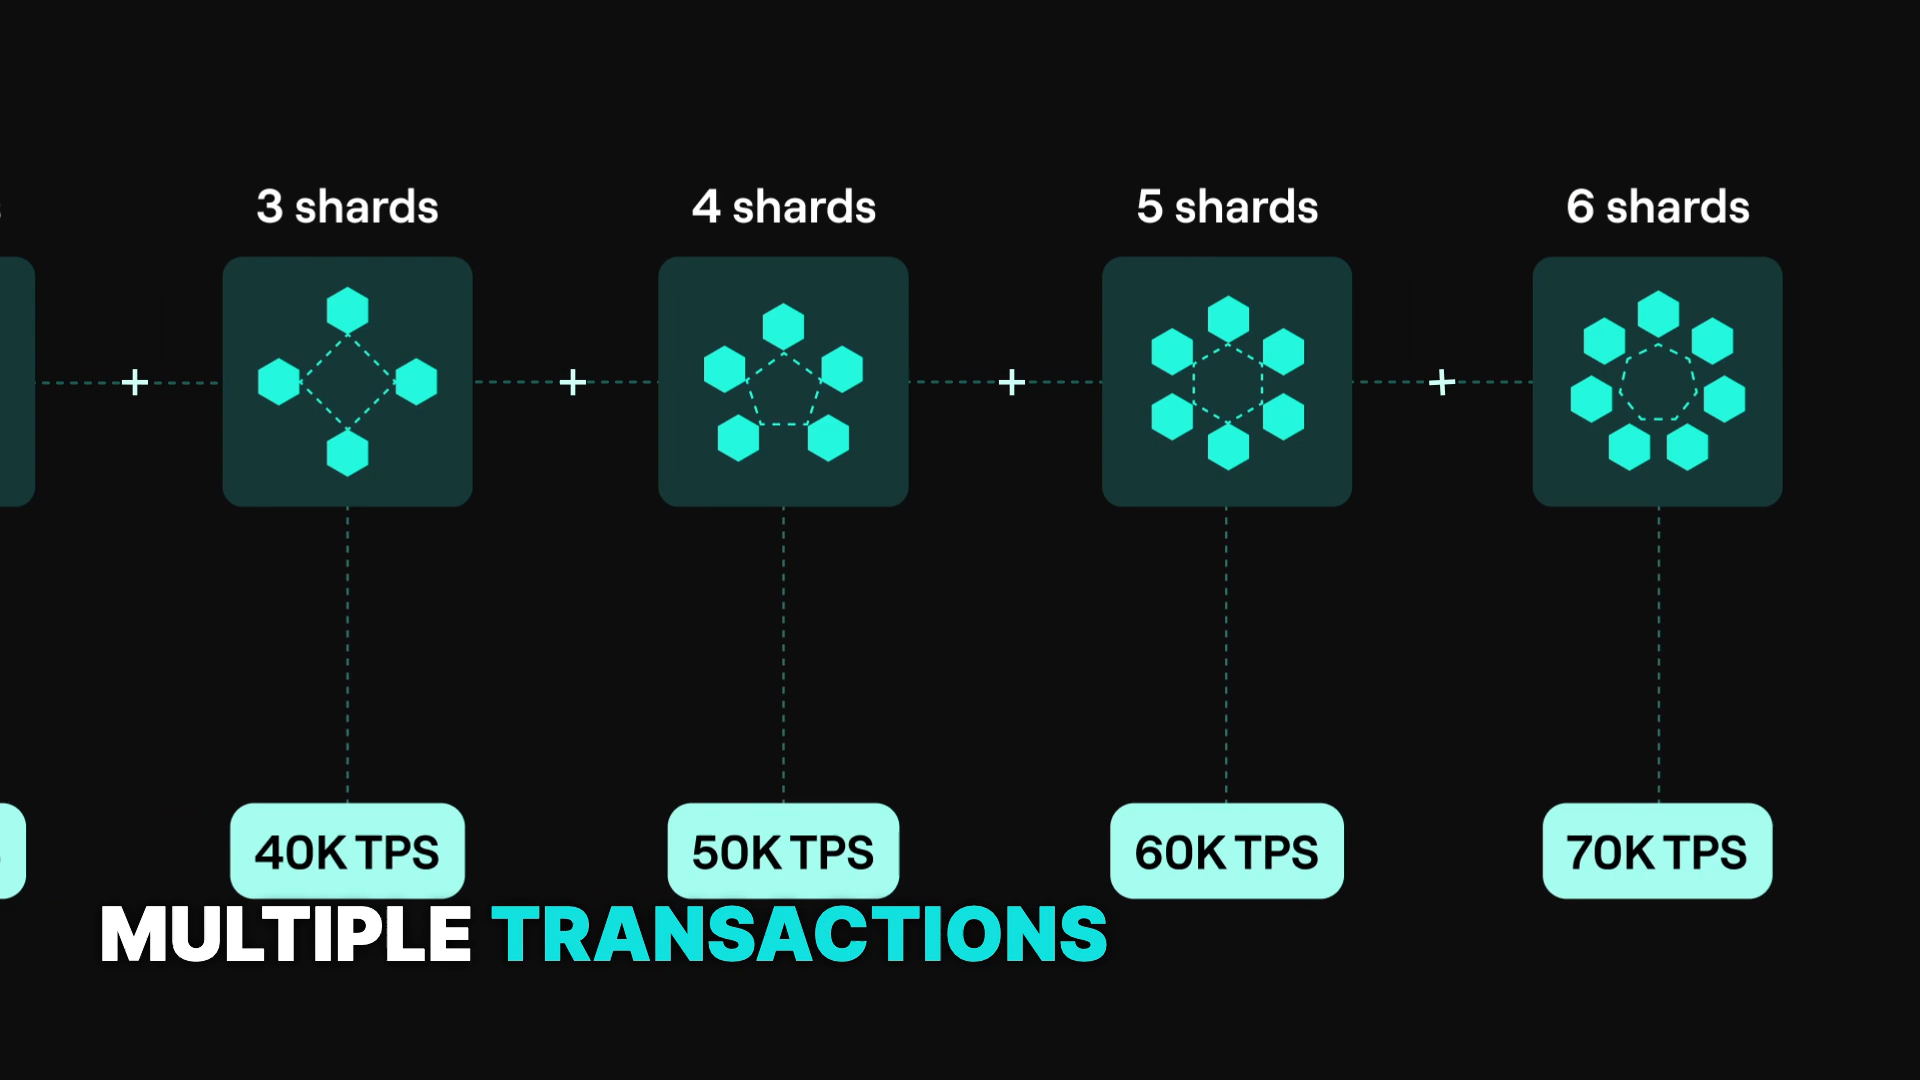 3 shards
4 shards
5 shards
6 shards
40K TPS
50K TPS
60K TPS
70K TPS
MULTIPLE TRANSACTIONS